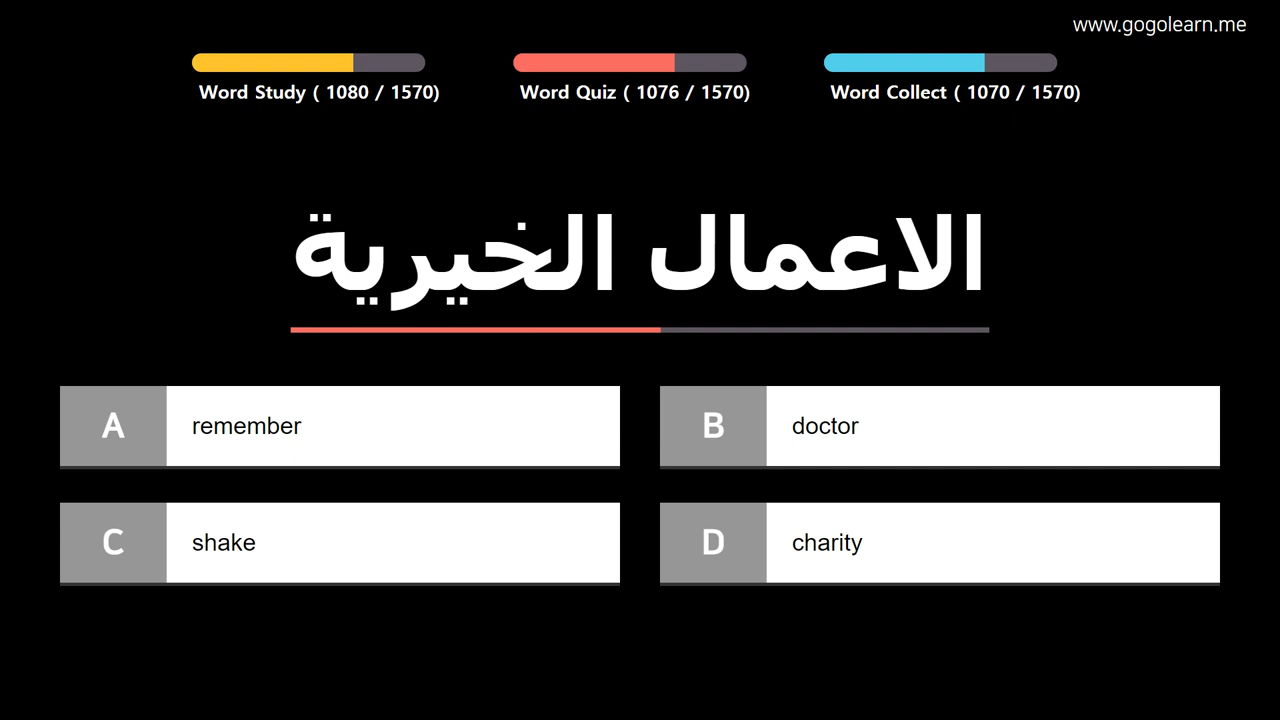 www.gogolearn.me
Word Study ( 1080 / 1570)
Word Quiz ( 1076 / 1570)
Word Collect ( 1070 / 1570)
الاعمال الخيرية
A remember
B doctor
C shake
D charity